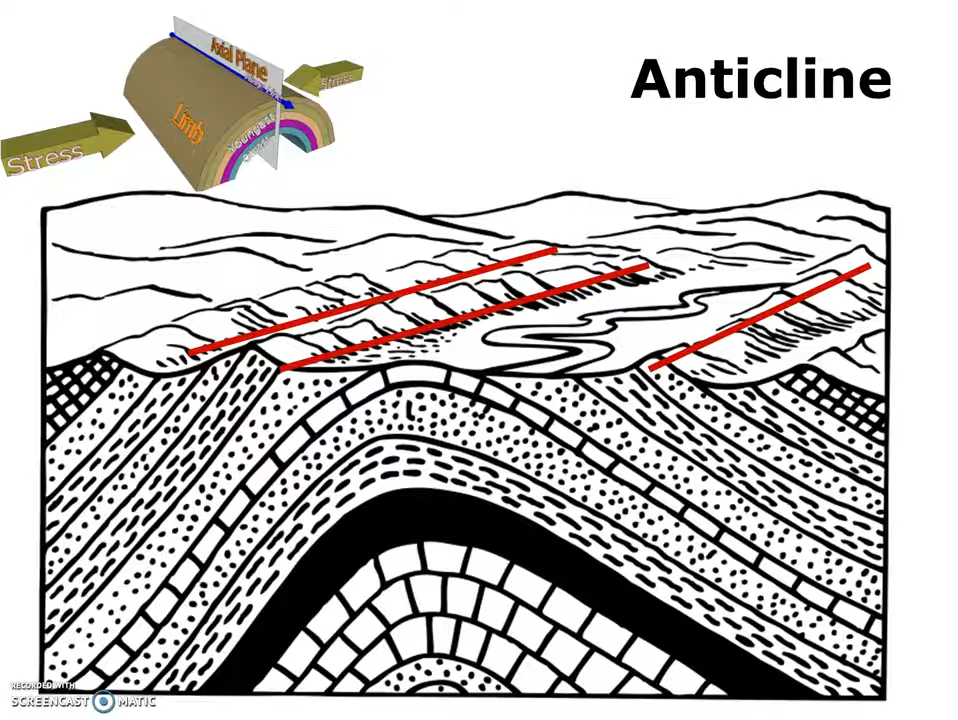 Anticline
Axial Plane
Stress
Limb
Youngest
Stress
RECORDED WITH
SCREENCAST MATIC